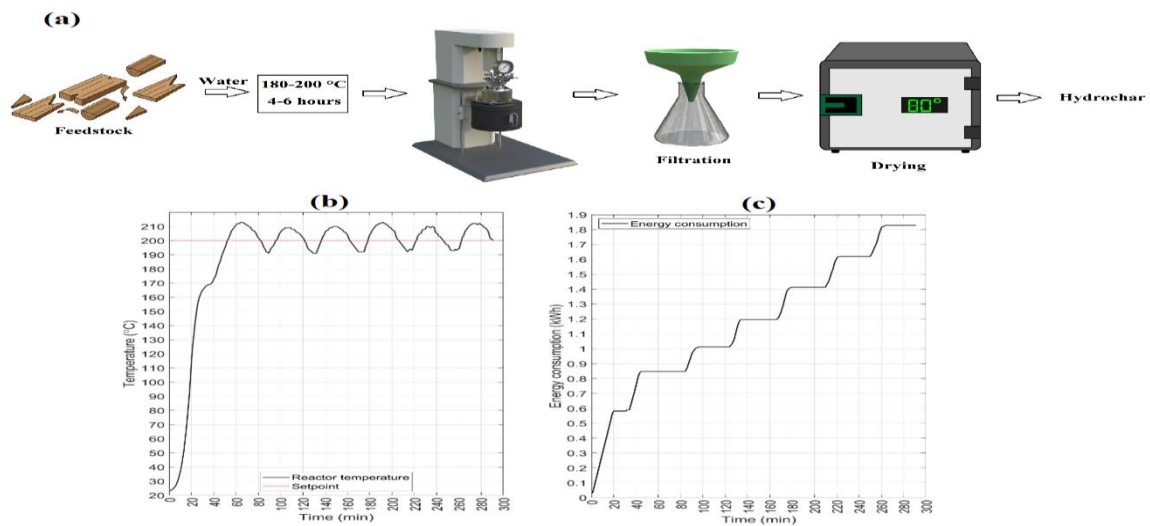 (a)
Water
180-200 °C
4-6 hours
Feedstock
Filtration
80°
Drying
Hydrochar
(b)
210
200
190
180
170
160
150
140
130
120
110
100
90
80
70
60
50
40
30
20
Temperature (°C)
Reactor temperature
Setpoint
0 20 40 60 80 100 120 140 160 180 200 220 240 260 280 300
Time (min)
(c)
1.9
1.8
1.7
1.6
1.5
1.4
1.3
1.2
1.1
1
0.9
0.8
0.7
0.6
0.5
0.4
0.3
0.2
0.1
0
Energy consumption (kWh)
Energy consumption
0 20 40 60 80 100 120 140 160 180 200 220 240 260 280 300
Time (min)